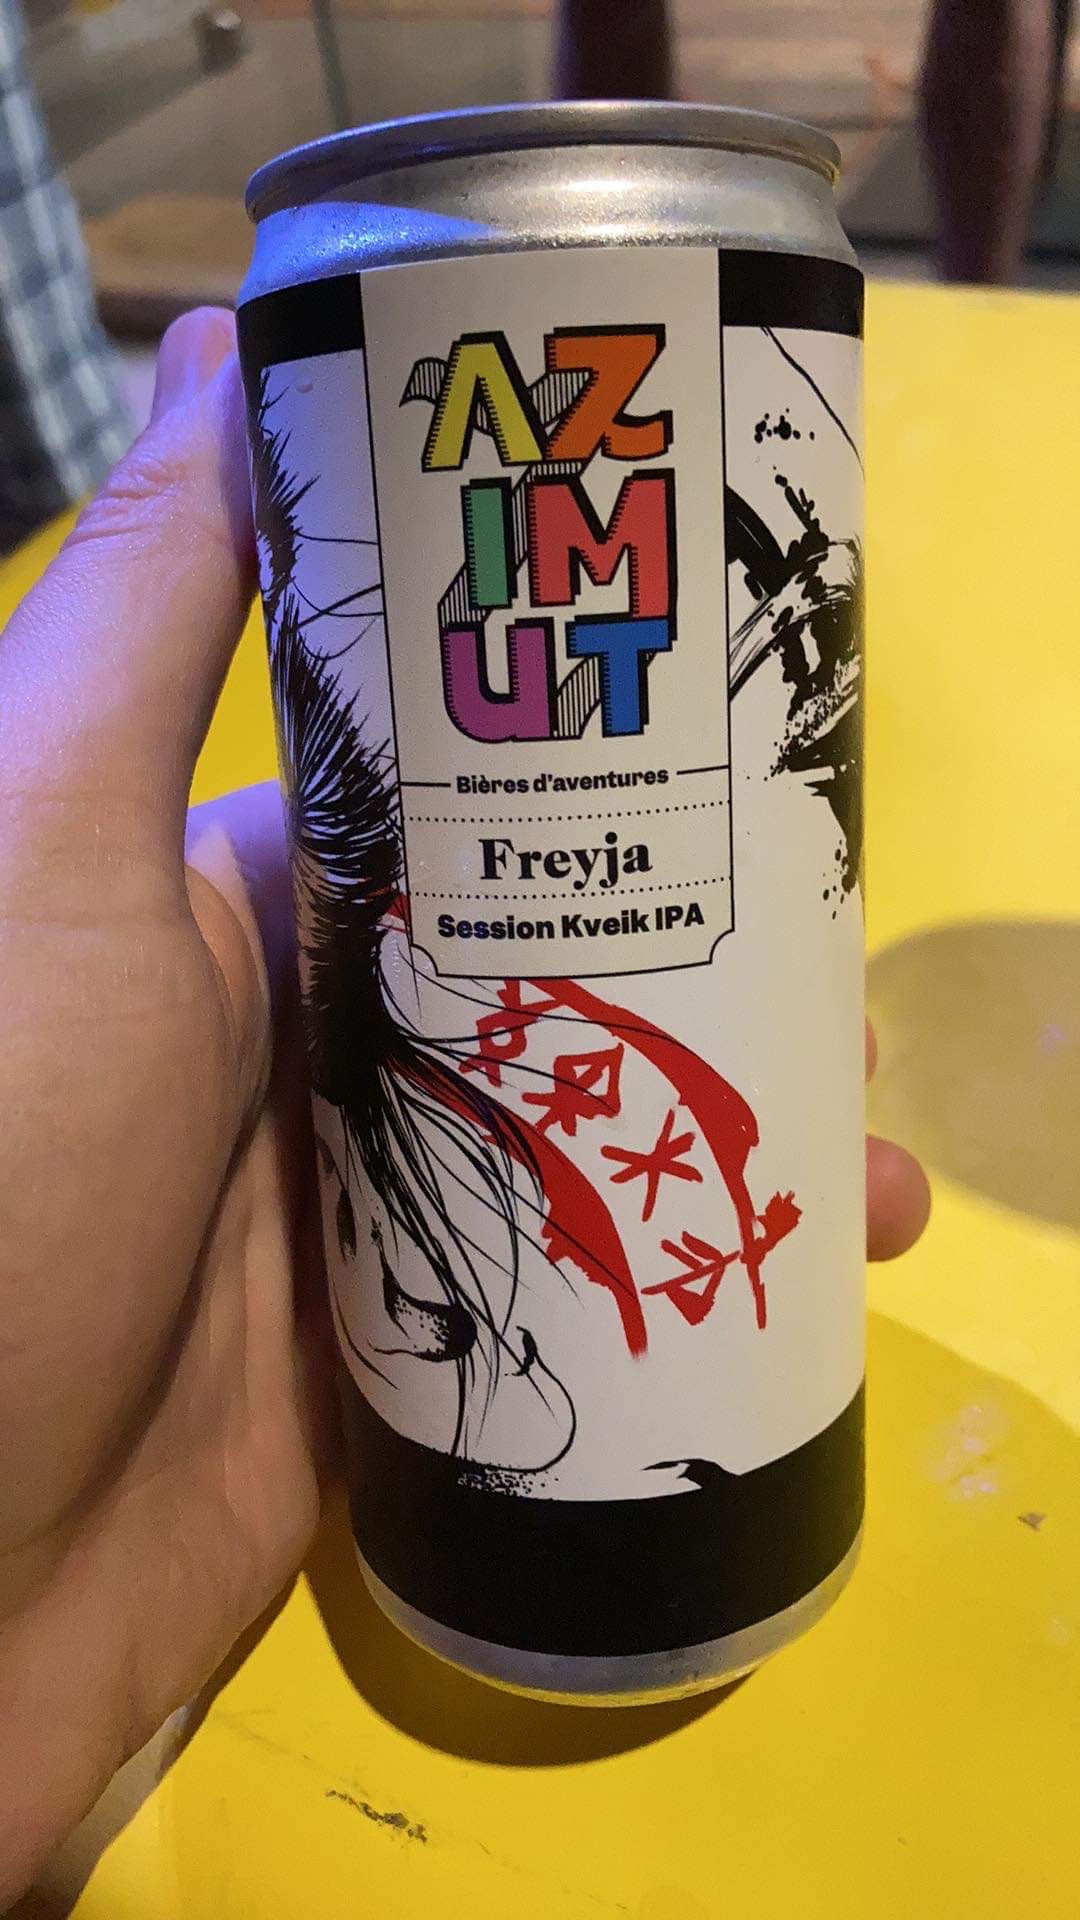 AZ
IM
UT
Bières d'aventures
Freyja
Session Kveik IPA